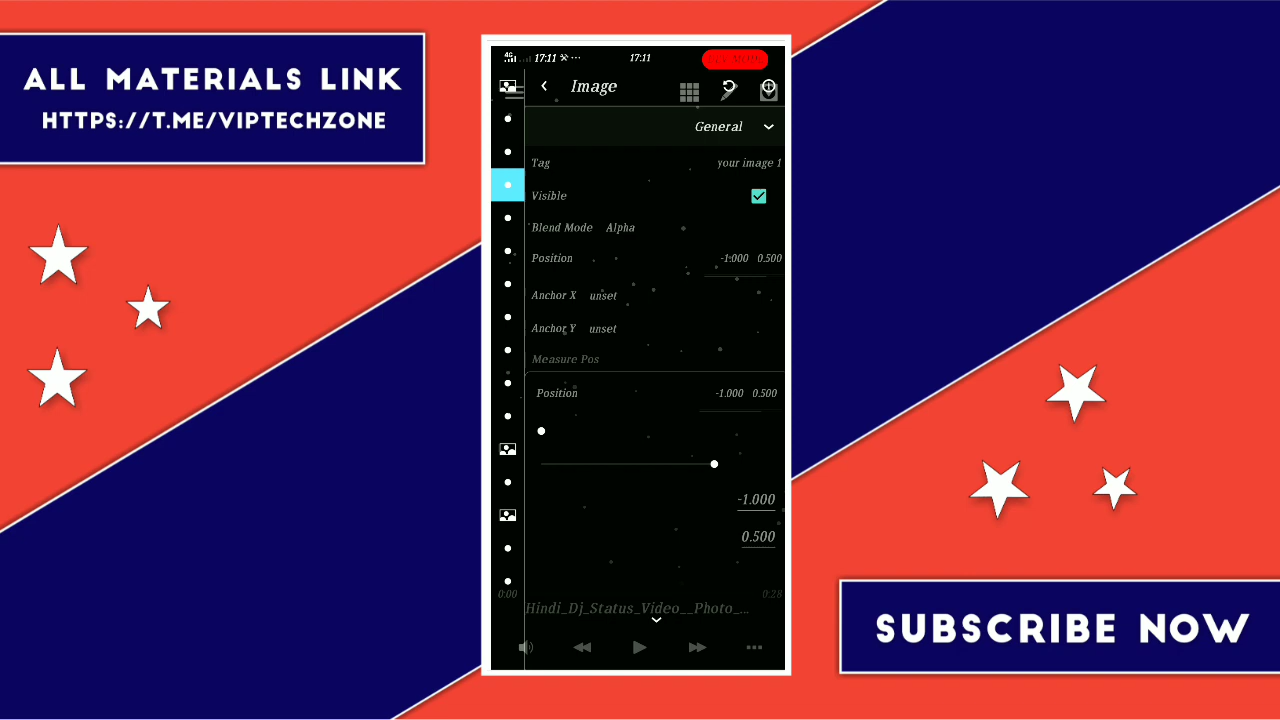 ALL MATERIALS LINK
HTTPS://T.ME/VIPTECHZONE
4G 17:11 ··· 17:11
Image
General
Tag your image 1
Visible
Blend Mode Alpha
Position -1.000 0.500
Anchor X unset
Anchor Y unset
Measure Pos
Position -1.000 0.500
-1.000
0.500
0:00 0:28
Hindi_Dj_Status_Video__Photo_...
SUBSCRIBE NOW